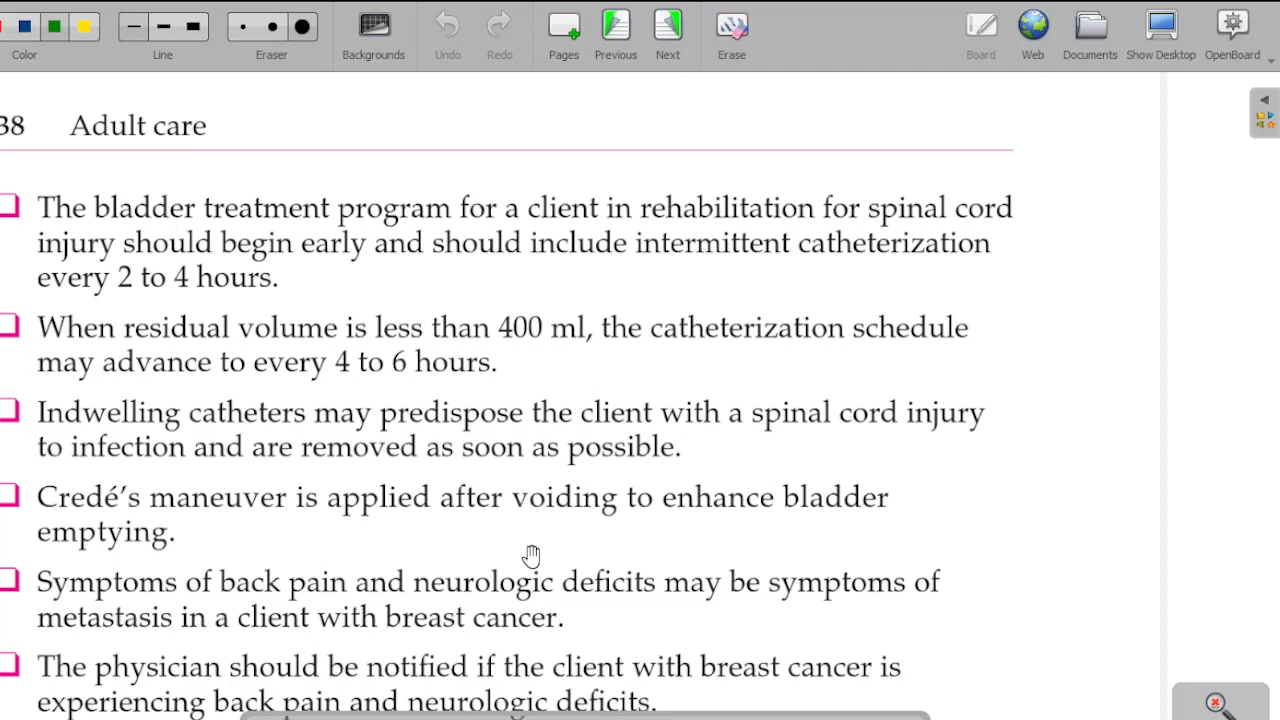 Color
Line
Eraser
Backgrounds
Undo
Redo
Pages
Previous
Next
Erase
Board
Web
Documents
Show Desktop
OpenBoard
38 Adult care
The bladder treatment program for a client in rehabilitation for spinal cord
injury should begin early and should include intermittent catheterization
every 2 to 4 hours.
When residual volume is less than 400 ml, the catheterization schedule
may advance to every 4 to 6 hours.
Indwelling catheters may predispose the client with a spinal cord injury
to infection and are removed as soon as possible.
Credé's maneuver is applied after voiding to enhance bladder
emptying.
Symptoms of back pain and neurologic deficits may be symptoms of
metastasis in a client with breast cancer.
The physician should be notified if the client with breast cancer is
experiencing back pain and neurologic deficits.